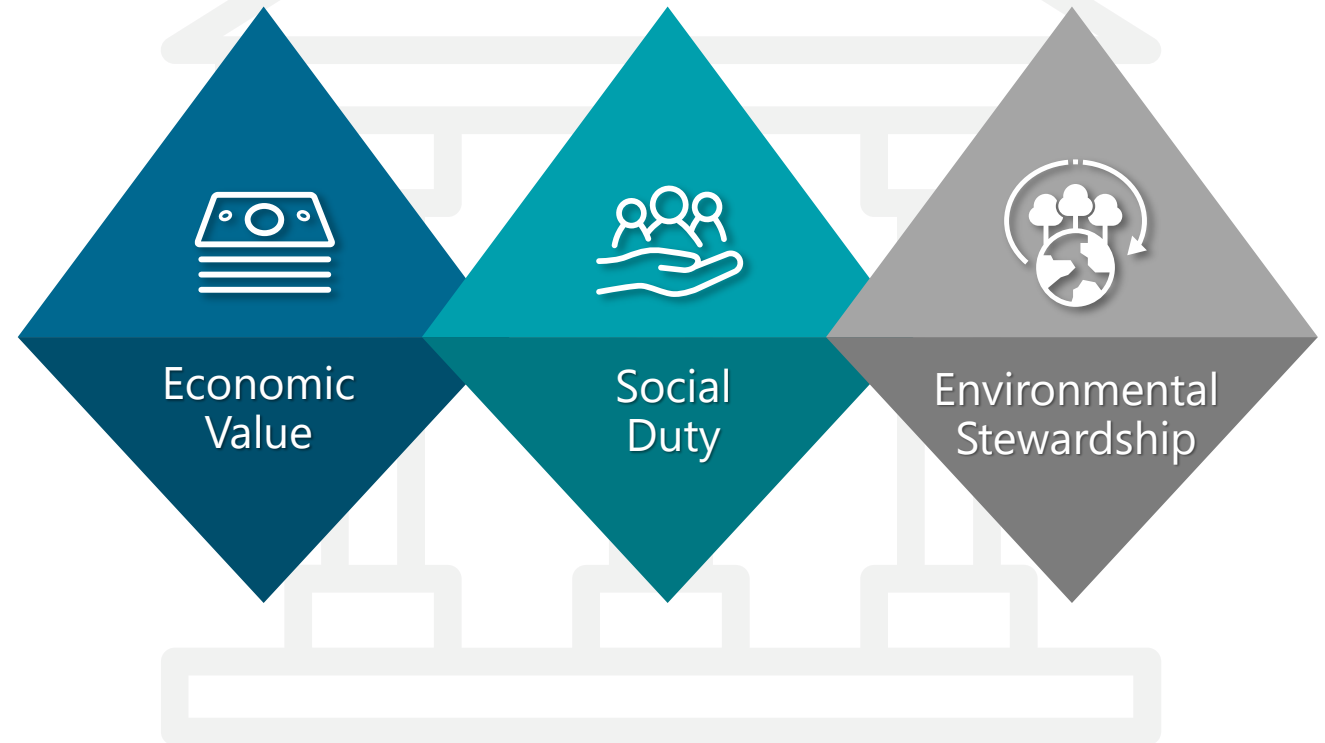 Economic
Value
Social
Duty
Environmental
Stewardship